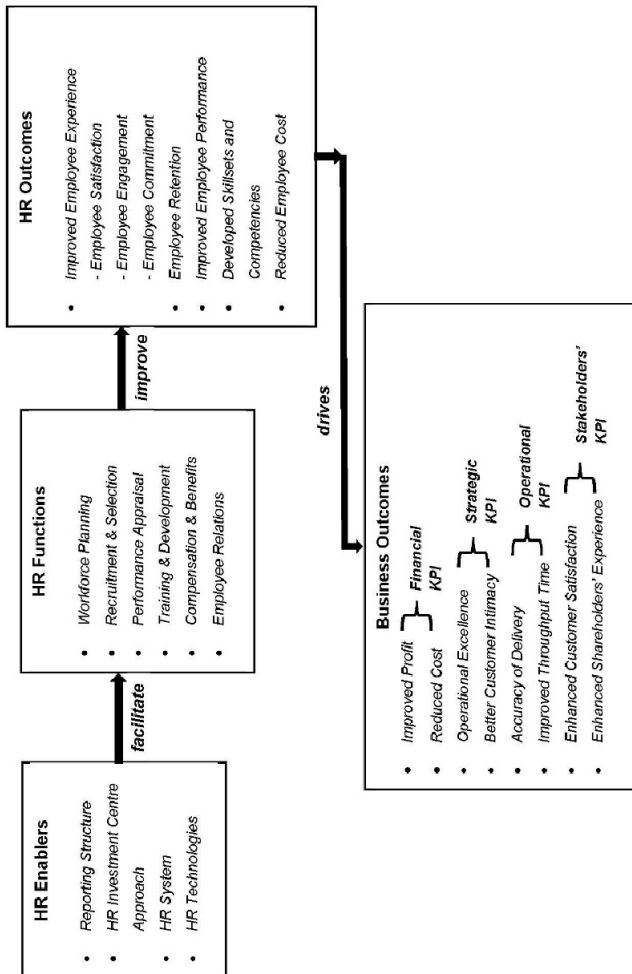 HR Enablers
• Reporting Structure
• HR Investment Centre
Approach
• HR System
• HR Technologies
facilitate
HR Functions
• Workforce Planning
• Recruitment & Selection
• Performance Appraisal
• Training & Development
• Compensation & Benefits
• Employee Relations
improve
HR Outcomes
• Improved Employee Experience
- Employee Satisfaction
- Employee Engagement
- Employee Commitment
• Employee Retention
• Improved Employee Performance
• Developed Skillsets and
Competencies
• Reduced Employee Cost
drives
Business Outcomes
• Improved Profit
• Reduced Cost
Financial
KPI
• Operational Excellence
• Better Customer Intimacy
Strategic
KPI
• Accuracy of Delivery
• Improved Throughput Time
Operational
KPI
• Enhanced Customer Satisfaction
• Enhanced Shareholders' Experience
Stakeholders'
KPI